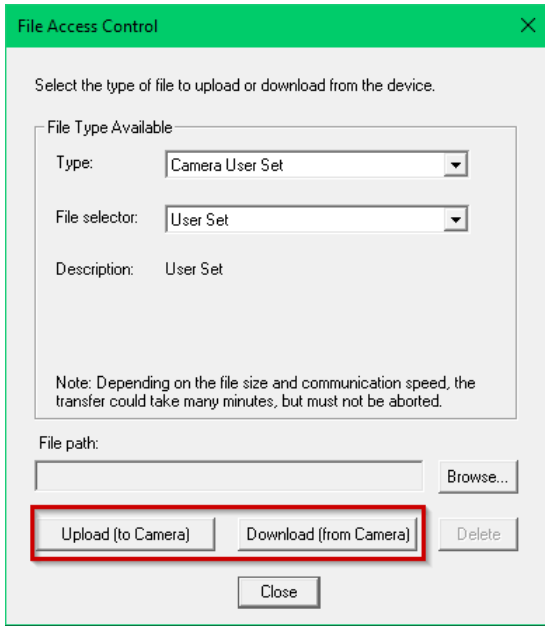 File Access Control
Select the type of file to upload or download from the device.
File Type Available
Type: Camera User Set
File selector: User Set
Description: User Set
Note: Depending on the file size and communication speed, the
transfer could take many minutes, but must not be aborted.
File path:
Browse...
Upload (to Camera) Download (from Camera) Delete
Close